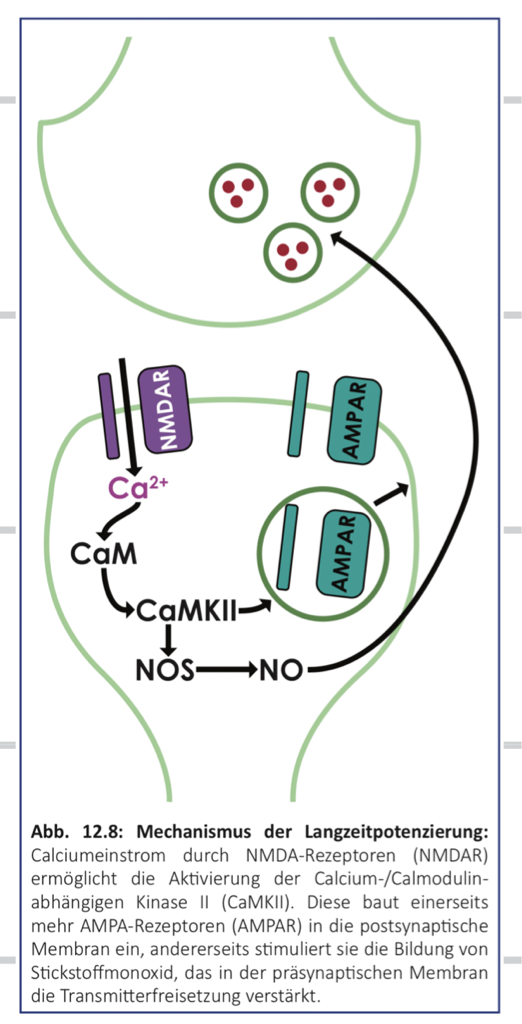 NMDAR
AMPAR
Ca2+
AMPAR
CaM
CaMKII
NOS
NO
Abb. 12.8: Mechanismus der Langzeitpotenzierung:
Calciumeinstrom durch NMDA-Rezeptoren (NMDAR)
ermöglicht die Aktivierung der Calcium-/Calmodulin-
abhängigen Kinase II (CaMKII). Diese baut einerseits
mehr AMPA-Rezeptoren (AMPAR) in die postsynaptische
Membran ein, andererseits stimuliert sie die Bildung von
Stickstoffmonoxid, das in der präsynaptischen Membran
die Transmitterfreisetzung verstärkt.